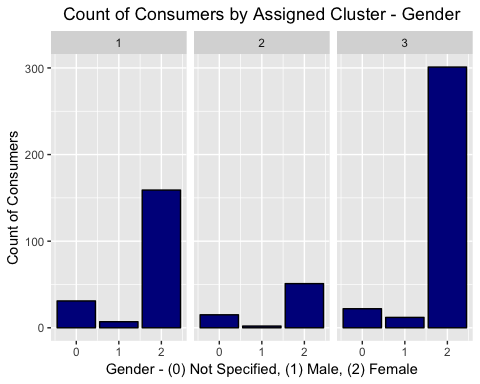 Count of Consumers by Assigned Cluster - Gender
1 2 3
Count of Consumers
300
200
100
0
0 1 2 0 1 2 0 1 2
Gender - (0) Not Specified, (1) Male, (2) Female